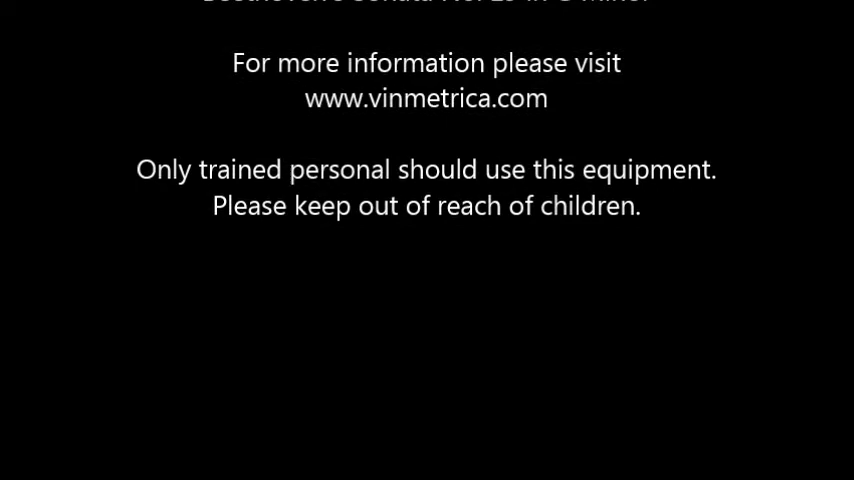 For more information please visit
www.vinmetrica.com
Only trained personal should use this equipment.
Please keep out of reach of children.